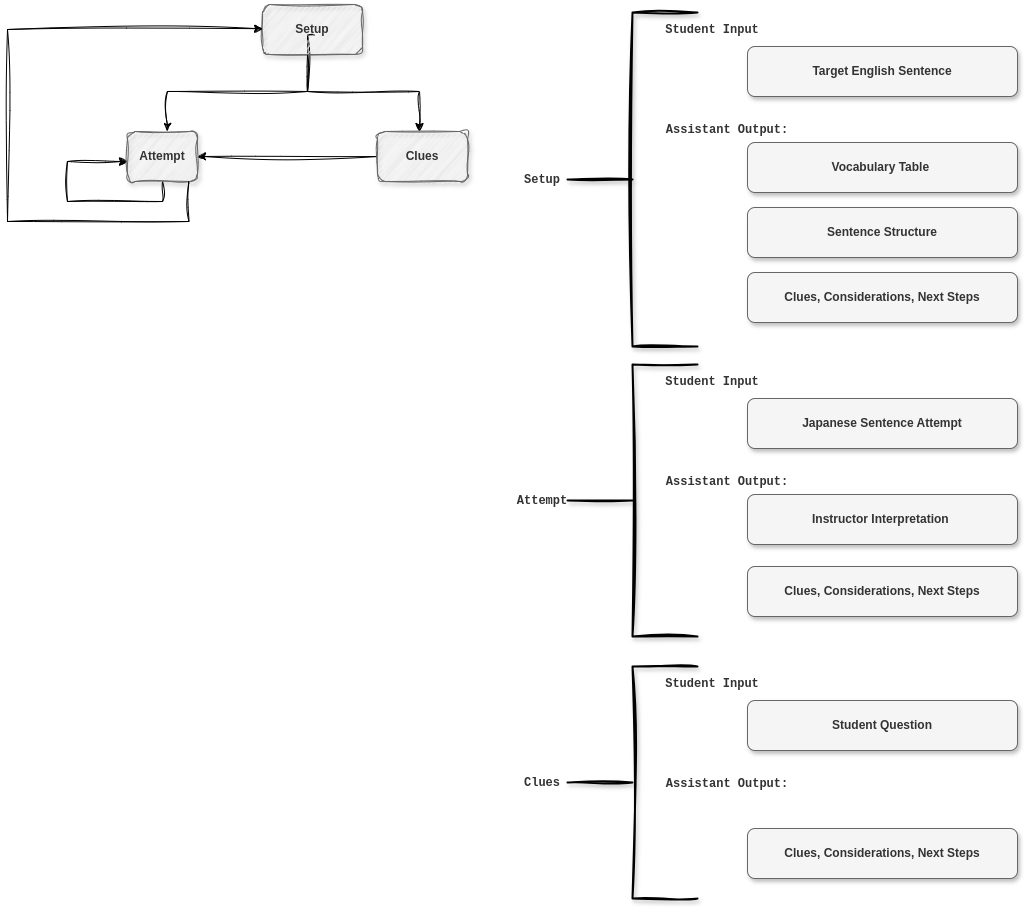 Setup
Attempt
Clues
Setup
Student Input
Target English Sentence
Assistant Output:
Vocabulary Table
Sentence Structure
Clues, Considerations, Next Steps
Attempt
Student Input
Japanese Sentence Attempt
Assistant Output:
Instructor Interpretation
Clues, Considerations, Next Steps
Clues
Student Input
Student Question
Assistant Output:
Clues, Considerations, Next Steps